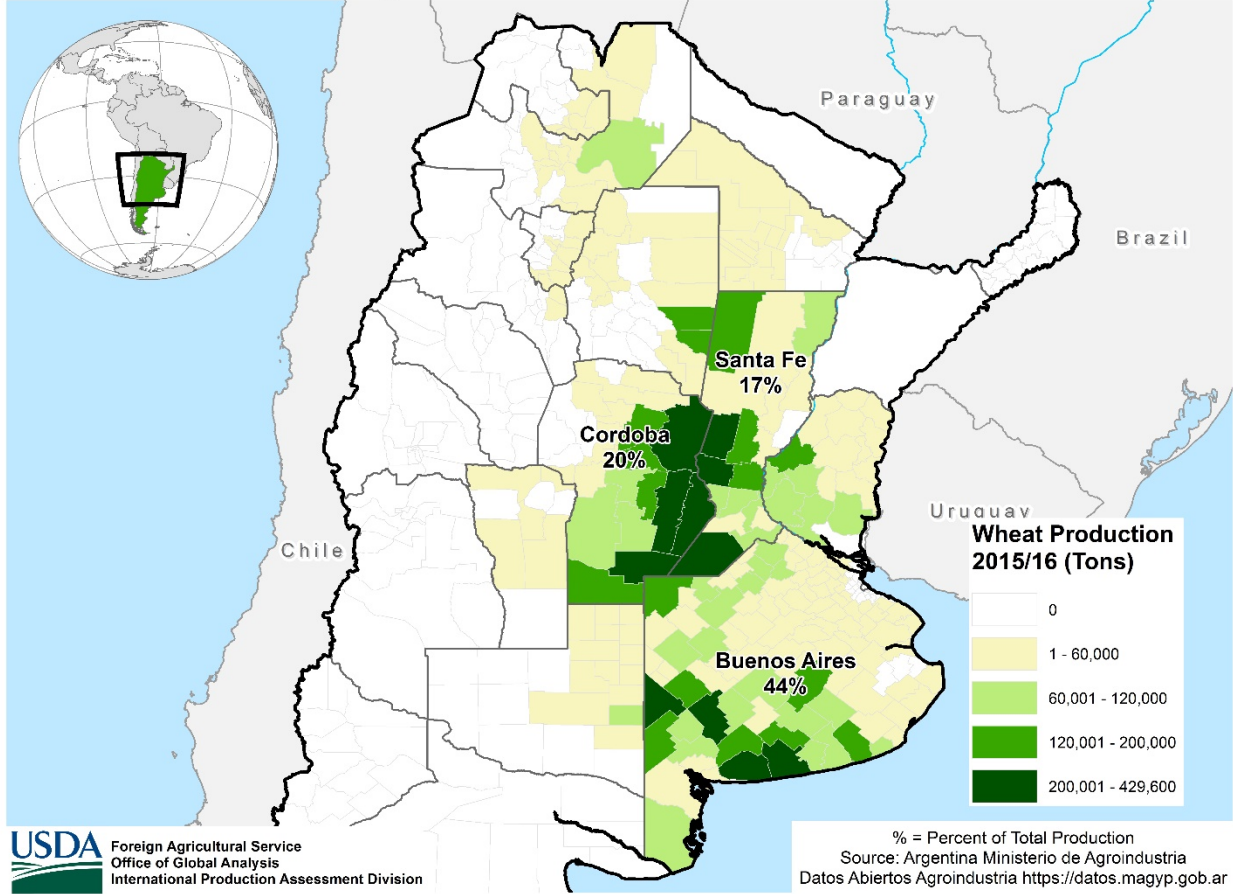 Paraguay
Brazil
Santa Fe
17%
Cordoba
20%
Uruguay
Chile
Buenos Aires
44%
Wheat Production
2015/16 (Tons)
0
1 - 60,000
60,001 - 120,000
120,001 - 200,000
200,001 - 429,600
USDA
Foreign Agricultural Service
Office of Global Analysis
International Production Assessment Division
% = Percent of Total Production
Source: Argentina Ministerio de Agroindustria
Datos Abiertos Agroindustria https://datos.magyp.gob.ar